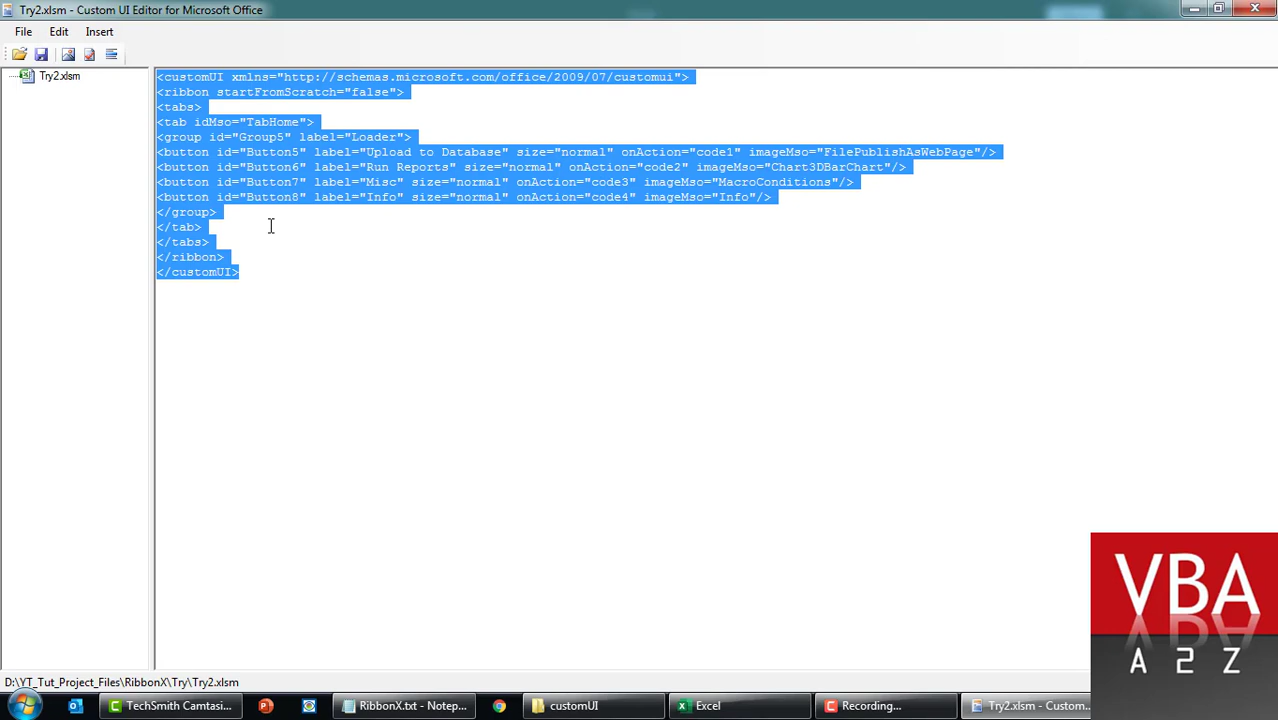 Try2.xlsm - Custom UI Editor for Microsoft Office
File Edit Insert
Try2.xlsm
<customUI xmlns="http://schemas.microsoft.com/office/2009/07/customui">
<ribbon startFromScratch="false">
<tabs>
<tab idMso="TabHome">
<group id="Group5" label="Loader">
<button id="Button5" label="Upload to Database" size="normal" onAction="code1" imageMso="FilePublishAsWebPage"/>
<button id="Button6" label="Run Reports" size="normal" onAction="code2" imageMso="Chart3DBarChart"/>
<button id="Button7" label="Misc" size="normal" onAction="code3" imageMso="MacroConditions"/>
<button id="Button8" label="Info" size="normal" onAction="code4" imageMso="Info"/>
</group>
</tab>
</tabs>
</ribbon>
</customUI>
VBA
A 2 Z
D:\YT_Tut_Project_Files\RibbonX\Try\Try2.xlsm
TechSmith Camtasi... RibbonX.txt - Notep... customUI Excel Recording... Try2.xlsm - Custom...